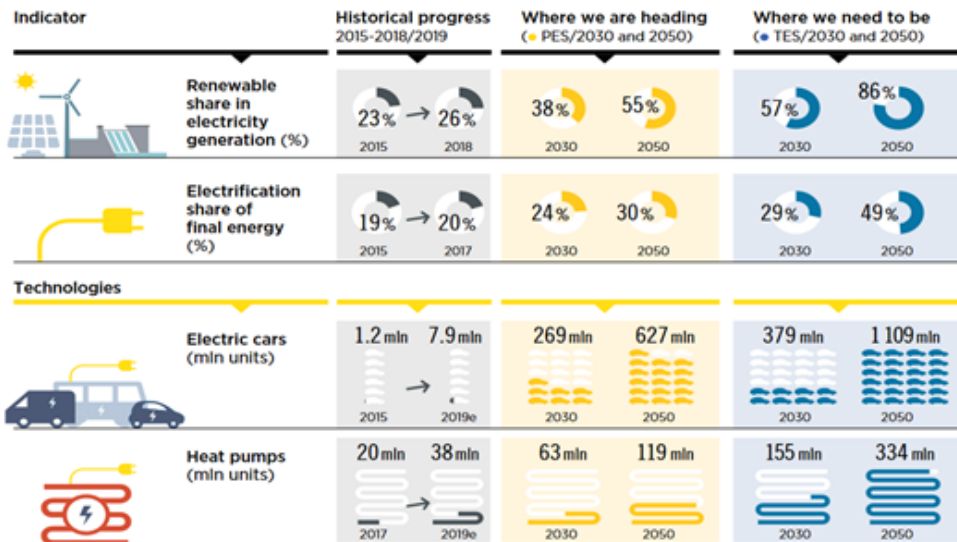 Indicator
Historical progress
2015-2018/2019
Where we are heading
(● PES/2030 and 2050)
Where we need to be
(● TES/2030 and 2050)
Renewable
share in
electricity
generation (%)
23% → 26%
2015 2018
38% 55%
2030 2050
57% 86%
2030 2050
Electrification
share of
final energy
(%)
19% → 20%
2015 2017
24% 30%
2030 2050
29% 49%
2030 2050
Technologies
Electric cars
(mln units)
1.2 mln 7.9 mln
2015 2019e
269 mln 627 mln
2030 2050
379 mln 1 109 mln
2030 2050
Heat pumps
(mln units)
20 mln 38 mln
2017 2019e
63 mln 119 mln
2030 2050
155 mln 334 mln
2030 2050